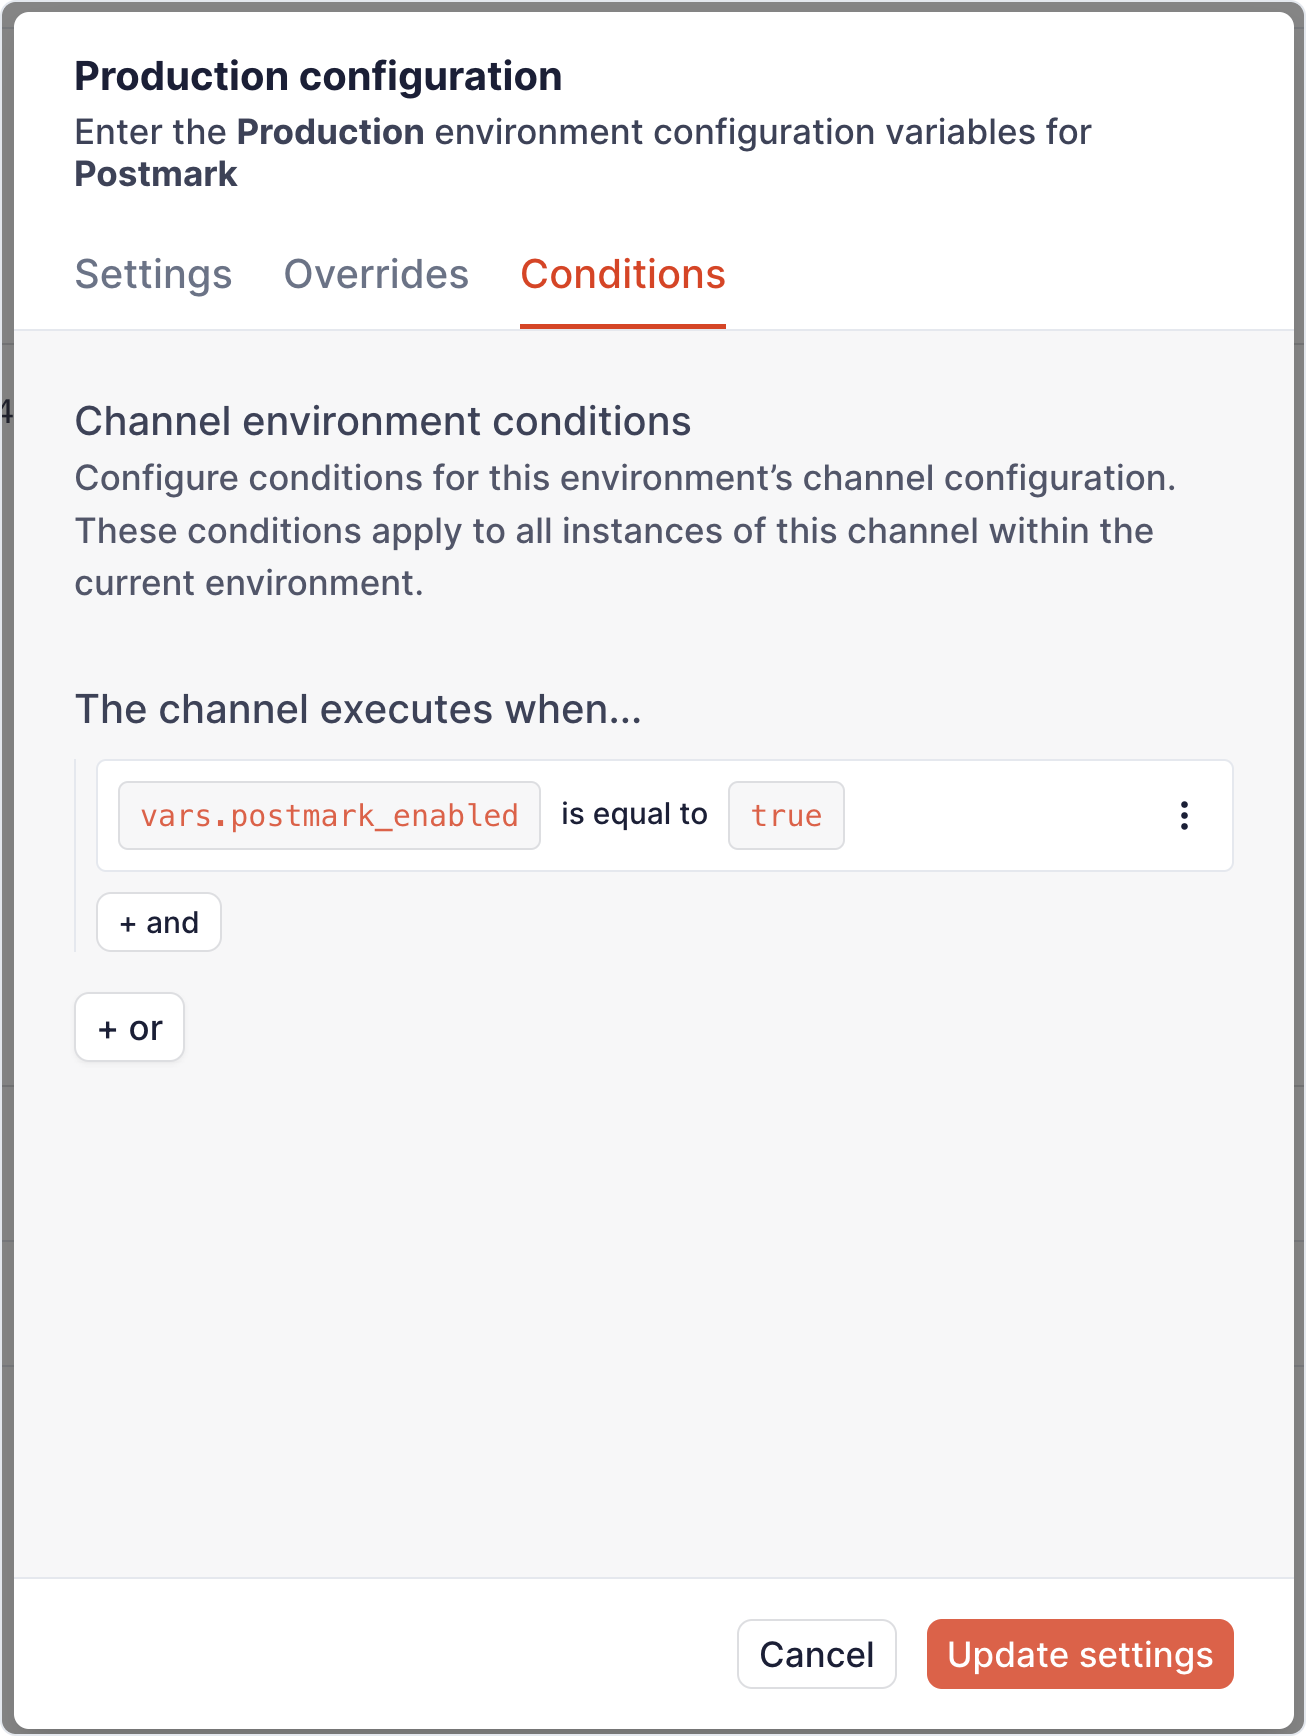 Production configuration
Enter the Production environment configuration variables for
Postmark
Settings Overrides Conditions
4
Channel environment conditions
Configure conditions for this environment’s channel configuration.
These conditions apply to all instances of this channel within the
current environment.
The channel executes when...
vars.postmark_enabled is equal to true
+ and
+ or
Cancel Update settings